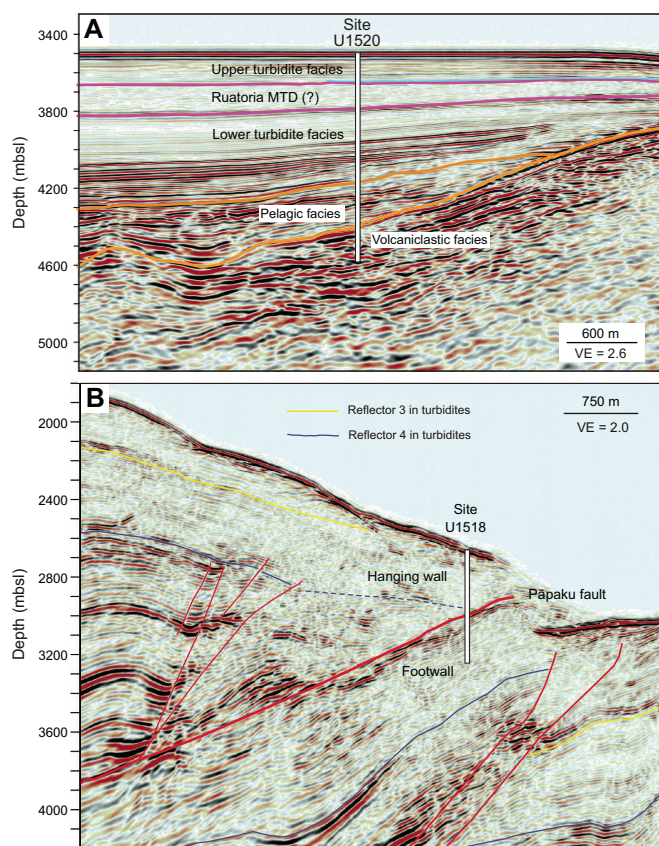 A
Site
U1520
3400
3800
4200
4600
5000
Depth (mbsl)
Upper turbidite facies
Ruatoria MTD (?)
Lower turbidite facies
Pelagic facies
Volcaniclastic facies
600 m
VE = 2.6
B
Reflector 3 in turbidites
Reflector 4 in turbidites
750 m
VE = 2.0
2000
2400
2800
3200
3600
4000
Depth (mbsl)
Site
U1518
Hanging wall
Pāpaku fault
Footwall